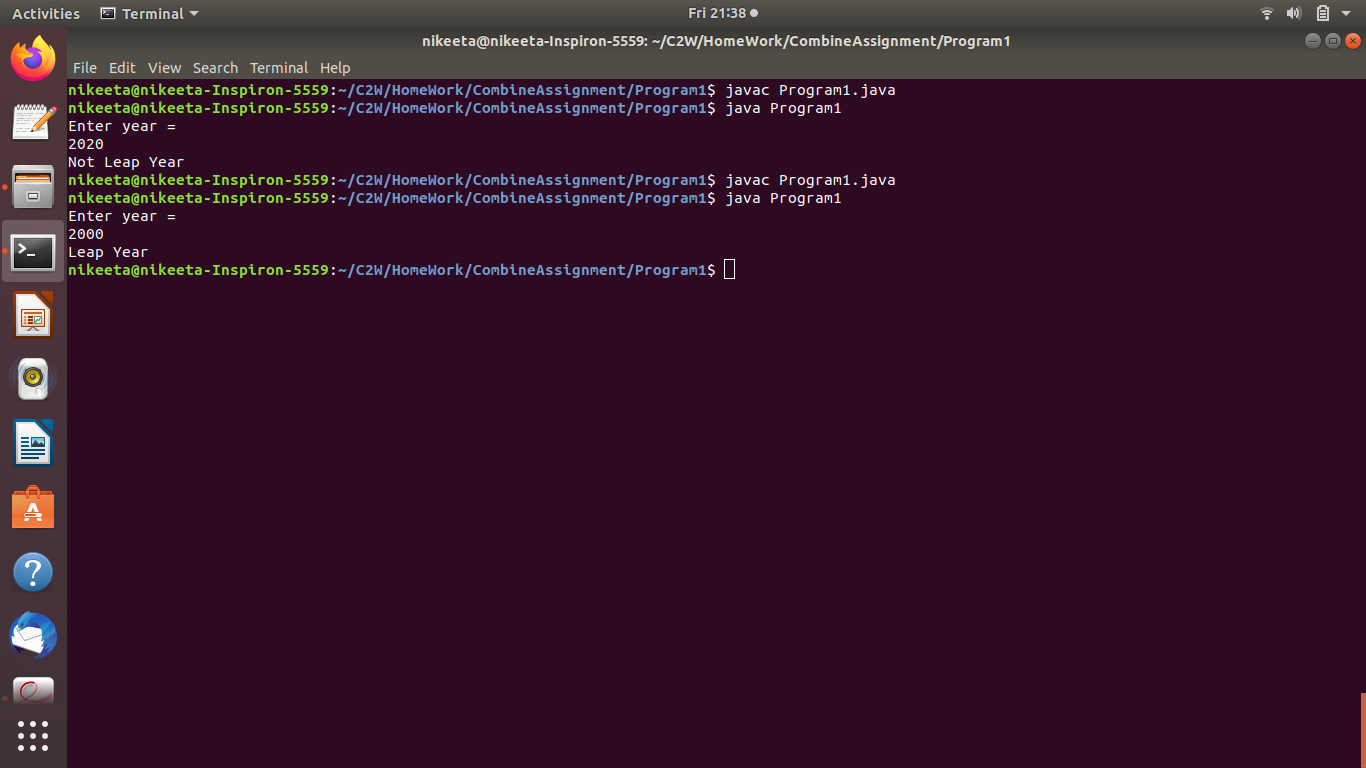 Activities Terminal Fri 21:38
nikeeta@nikeeta-Inspiron-5559: ~/C2W/HomeWork/CombineAssignment/Program1
File Edit View Search Terminal Help
nikeeta@nikeeta-Inspiron-5559:~/C2W/HomeWork/CombineAssignment/Program1$ javac Program1.java
nikeeta@nikeeta-Inspiron-5559:~/C2W/HomeWork/CombineAssignment/Program1$ java Program1
Enter year =
2020
Not Leap Year
nikeeta@nikeeta-Inspiron-5559:~/C2W/HomeWork/CombineAssignment/Program1$ javac Program1.java
nikeeta@nikeeta-Inspiron-5559:~/C2W/HomeWork/CombineAssignment/Program1$ java Program1
Enter year =
2000
Leap Year
nikeeta@nikeeta-Inspiron-5559:~/C2W/HomeWork/CombineAssignment/Program1$